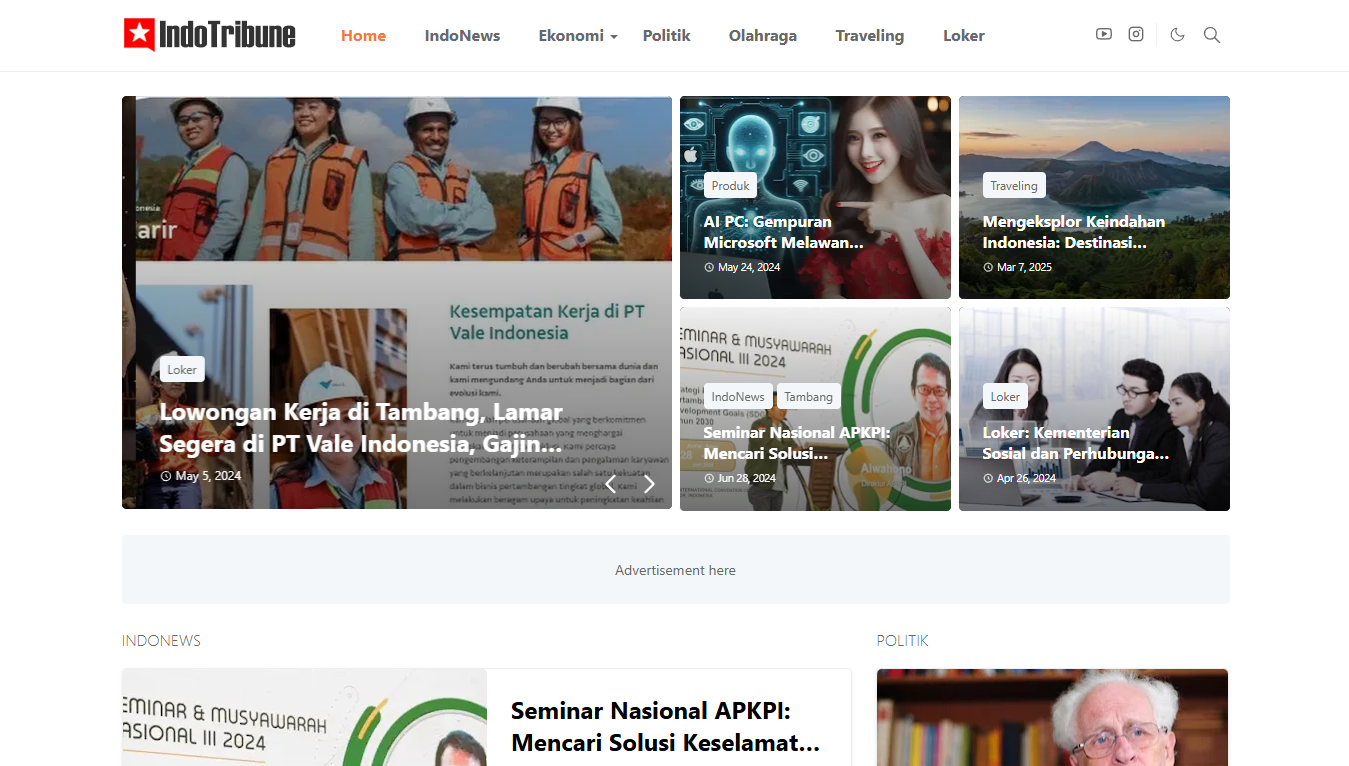 IndoTribune
Home
IndoNews
Ekonomi
Politik
Olahraga
Traveling
Loker
Kesempatan Kerja di PT
Vale Indonesia
Kami terus tumbuh dan berubah bersama dunia dan
kami mengundang Anda untuk menjadi bagian dari
evolusi kami.
Loker
Lowongan Kerja di Tambang, Lamar
Segera di PT Vale Indonesia, Gajin...
May 5, 2024
Produk
AI PC: Gempuran
Microsoft Melawan...
May 24, 2024
Traveling
Mengeksplor Keindahan
Indonesia: Destinasi...
Mar 7, 2025
SEMINAR & MUSYAWARAH
NASIONAL III 2024
IndoNews
Tambang
Seminar Nasional APKPI:
Mencari Solusi...
Jun 28, 2024
Alwahono
Loker
Loker: Kementerian
Sosial dan Perhubunga...
Apr 26, 2024
Advertisement here
INDONEWS
POLITIK
SEMINAR & MUSYAWARAH
NASIONAL III 2024
Seminar Nasional APKPI:
Mencari Solusi Keselamat...